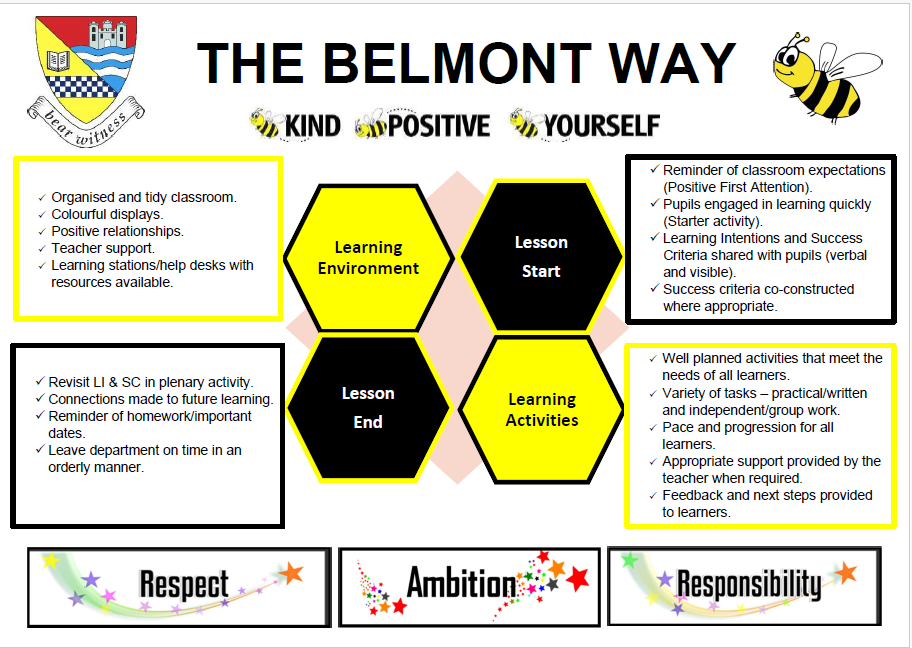 THE BELMONT WAY
bear witness
KIND POSITIVE YOURSELF
✓ Organised and tidy classroom.
✓ Colourful displays.
✓ Positive relationships.
✓ Teacher support.
✓ Learning stations/help desks with
resources available.
Learning
Environment
Lesson
Start
✓ Reminder of classroom expectations
(Positive First Attention).
✓ Pupils engaged in learning quickly
(Starter activity).
✓ Learning Intentions and Success
Criteria shared with pupils (verbal
and visible).
✓ Success criteria co-constructed
where appropriate.
✓ Revisit LI & SC in plenary activity.
✓ Connections made to future learning.
✓ Reminder of homework/important
dates.
✓ Leave department on time in an
orderly manner.
Lesson
End
Learning
Activities
✓ Well planned activities that meet the
needs of all learners.
✓ Variety of tasks – practical/written
and independent/group work.
✓ Pace and progression for all
learners.
✓ Appropriate support provided by the
teacher when required.
✓ Feedback and next steps provided
to learners.
Respect
Ambition
Responsibility